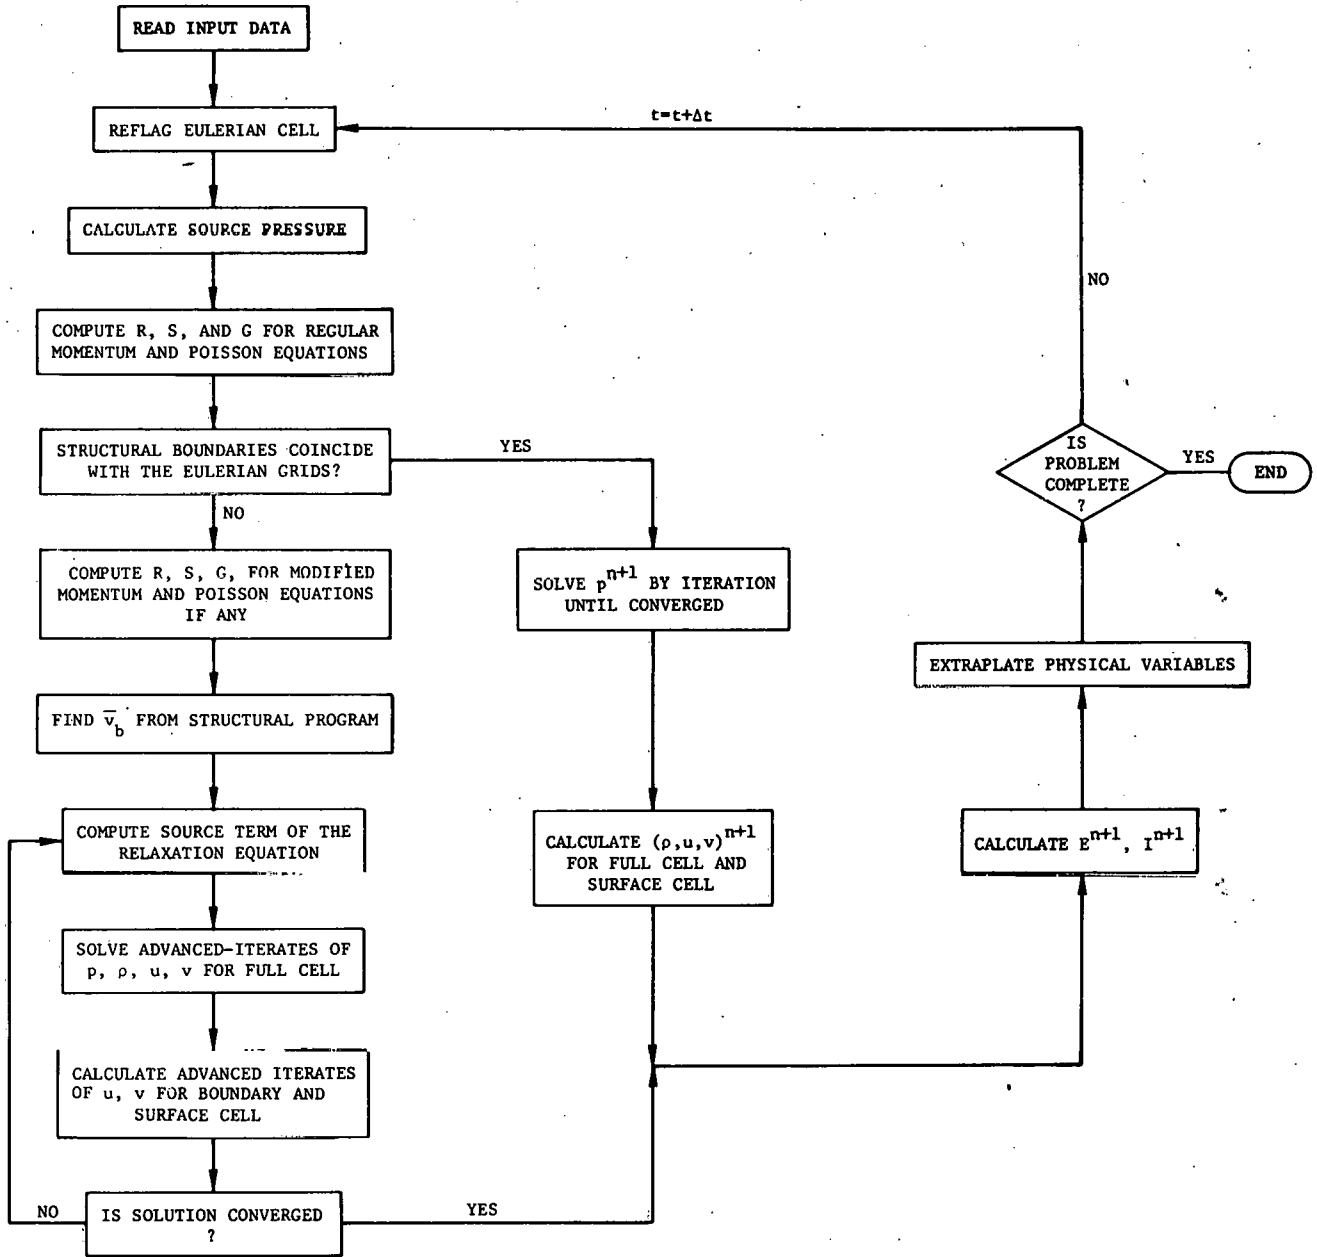 READ INPUT DATA
REFLAG EULERIAN CELL
t=t+Δt
CALCULATE SOURCE PRESSURE
COMPUTE R, S, AND G FOR REGULAR
MOMENTUM AND POISSON EQUATIONS
STRUCTURAL BOUNDARIES COINCIDE
WITH THE EULERIAN GRIDS?
YES
NO
COMPUTE R, S, G, FOR MODIFIED
MOMENTUM AND POISSON EQUATIONS
IF ANY
FIND v̅_b FROM STRUCTURAL PROGRAM
COMPUTE SOURCE TERM OF THE
RELAXATION EQUATION
SOLVE ADVANCED-ITERATES OF
p, ρ, u, v FOR FULL CELL
CALCULATE ADVANCED ITERATES
OF u, v FOR BOUNDARY AND
SURFACE CELL
IS SOLUTION CONVERGED
?
NO
YES
SOLVE p^{n+1} BY ITERATION
UNTIL CONVERGED
CALCULATE (ρ,u,v)^{n+1}
FOR FULL CELL AND
SURFACE CELL
CALCULATE E^{n+1}, I^{n+1}
EXTRAPLATE PHYSICAL VARIABLES
IS
PROBLEM
COMPLETE
?
YES
END
NO